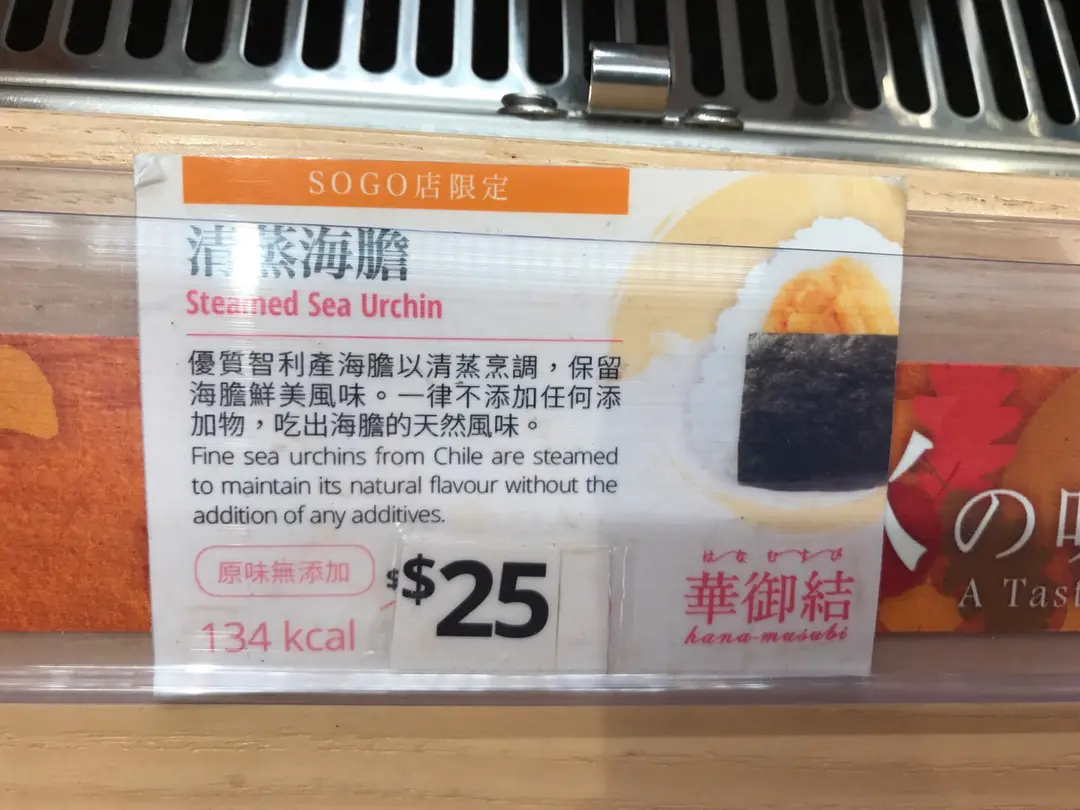 SOGO店限定
清蒸海膽
Steamed Sea Urchin
優質智利產海膽以清蒸烹調，保留
海膽鮮美風味。一律不添加任何添
加物，吃出海膽的天然風味。
Fine sea urchins from Chile are steamed
to maintain its natural flavour without the
addition of any additives.
原味無添加
134 kcal
$
$25
はなむすび
華御結
hana-musubi
の
A Tast